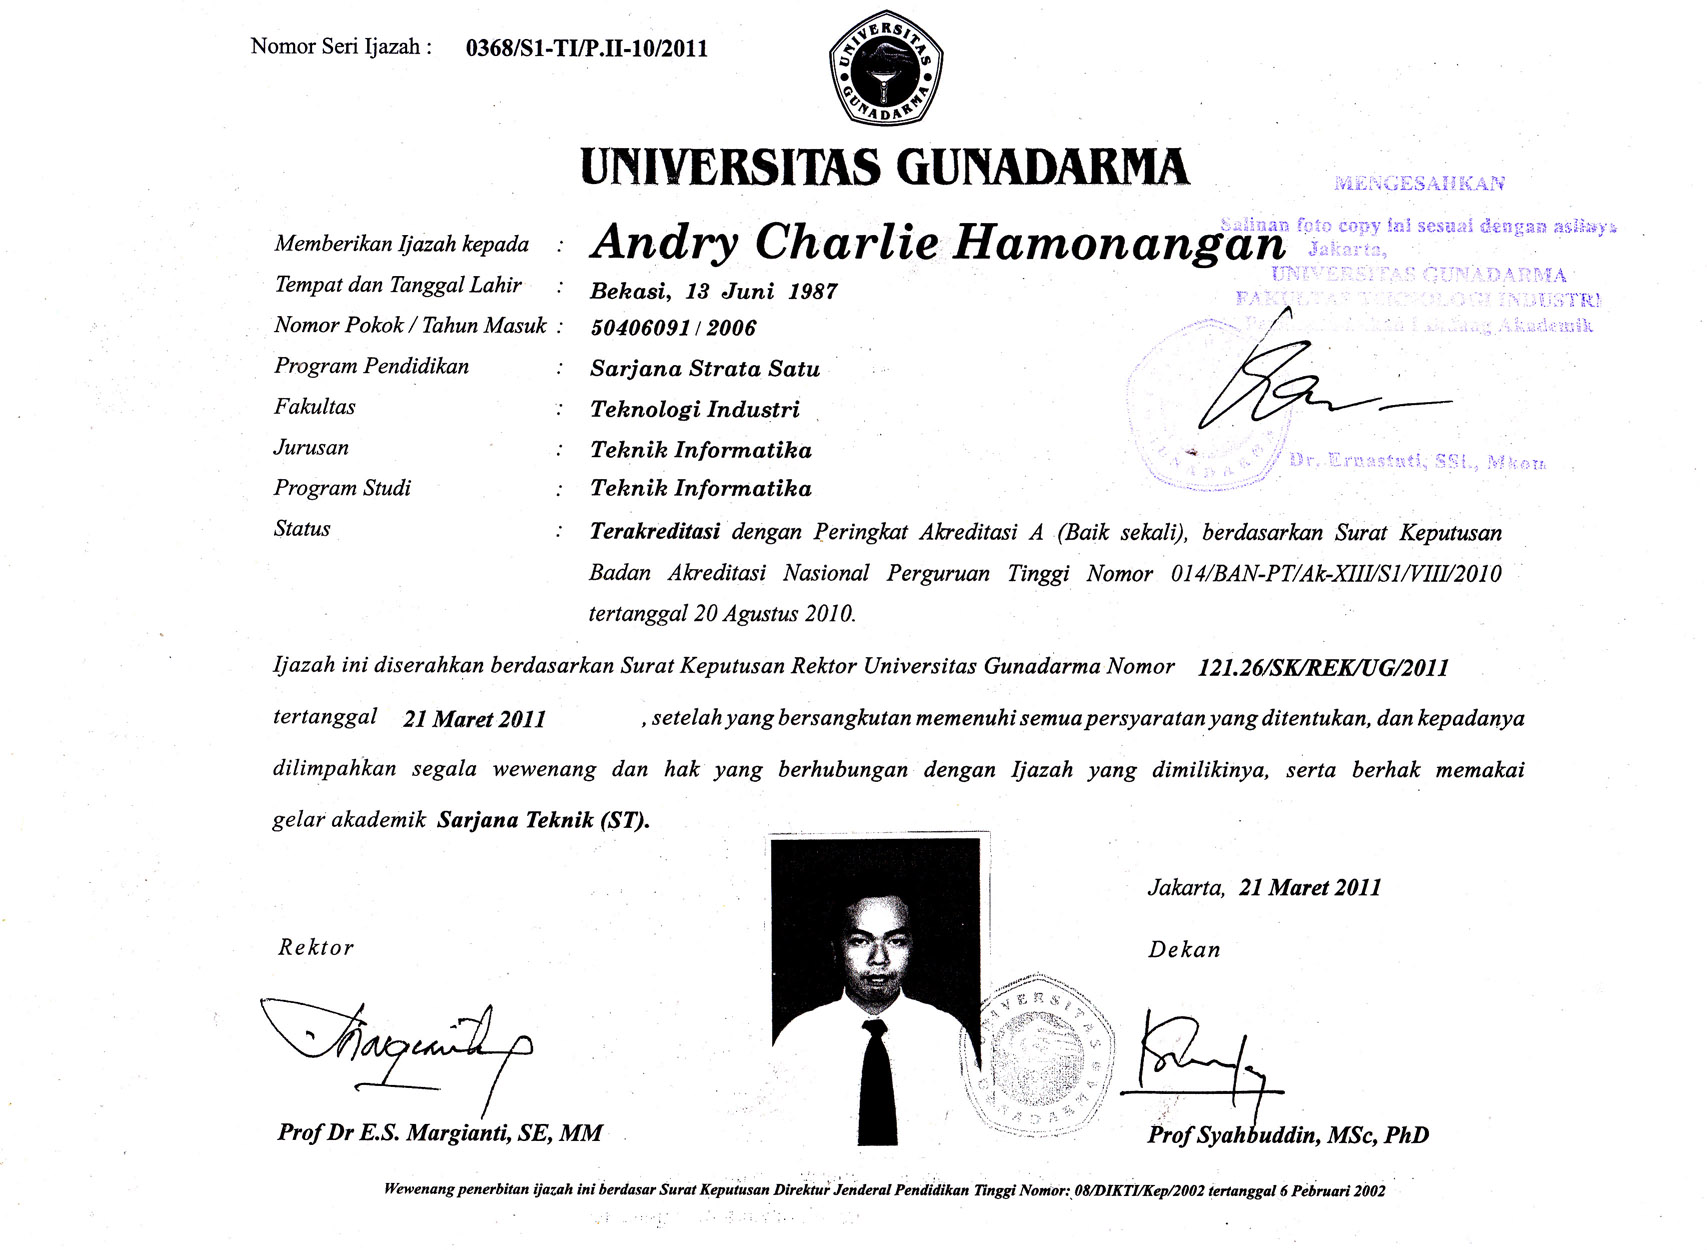 Nomor Seri Ijazah : 0368/S1-TI/P.II-10/2011
UNIVERSITAS GUNADARMA
UNIVERSITAS GUNADARMA
MENGESAHKAN
Salinan foto copy ini sesuai dengan aslinya
Jakarta,
UNIVERSITAS GUNADARMA
FAKULTAS TEKNOLOGI INDUSTRI
Bidang Akademik
Dr. Ernastuti, SSi., Mkom
Memberikan Ijazah kepada : Andry Charlie Hamonangan
Tempat dan Tanggal Lahir : Bekasi, 13 Juni 1987
Nomor Pokok / Tahun Masuk : 50406091 / 2006
Program Pendidikan : Sarjana Strata Satu
Fakultas : Teknologi Industri
Jurusan : Teknik Informatika
Program Studi : Teknik Informatika
Status : Terakreditasi dengan Peringkat Akreditasi A (Baik sekali), berdasarkan Surat Keputusan
Badan Akreditasi Nasional Perguruan Tinggi Nomor 014/BAN-PT/Ak-XIII/S1/VIII/2010
tertanggal 20 Agustus 2010.
Ijazah ini diserahkan berdasarkan Surat Keputusan Rektor Universitas Gunadarma Nomor 121.26/SK/REK/UG/2011
tertanggal 21 Maret 2011 , setelah yang bersangkutan memenuhi semua persyaratan yang ditentukan, dan kepadanya
dilimpahkan segala wewenang dan hak yang berhubungan dengan Ijazah yang dimilikinya, serta berhak memakai
gelar akademik Sarjana Teknik (ST).
Jakarta, 21 Maret 2011
Rektor
Dekan
UNIVERSITAS GUNADARMA
Prof Dr E.S. Margianti, SE, MM
Prof Syahbuddin, MSc, PhD
Wewenang penerbitan ijazah ini berdasar Surat Keputusan Direktur Jenderal Pendidikan Tinggi Nomor: 08/DIKTI/Kep/2002 tertanggal 6 Pebruari 2002